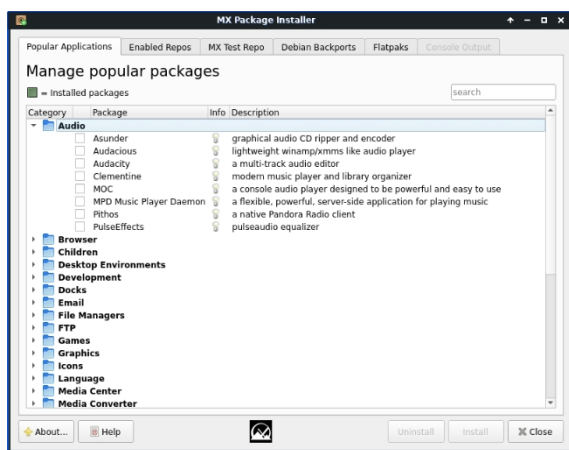 MX Package Installer
Popular Applications Enabled Repos MX Test Repo Debian Backports Flatpaks Console Output
Manage popular packages
= Installed packages search
Category Package Info Description
Audio
Asunder graphical audio CD ripper and encoder
Audacious lightweight winamp/xmms like audio player
Audacity a multi-track audio editor
Clementine modern music player and library organizer
MOC a console audio player designed to be powerful and easy to use
MPD Music Player Daemon a flexible, powerful, server-side application for playing music
Pithos a native Pandora Radio client
PulseEffects pulseaudio equalizer
Browser
Children
Desktop Environments
Development
Docks
Email
File Managers
FTP
Games
Graphics
Icons
Language
Media Center
Media Converter
About... Help Uninstall Install Close